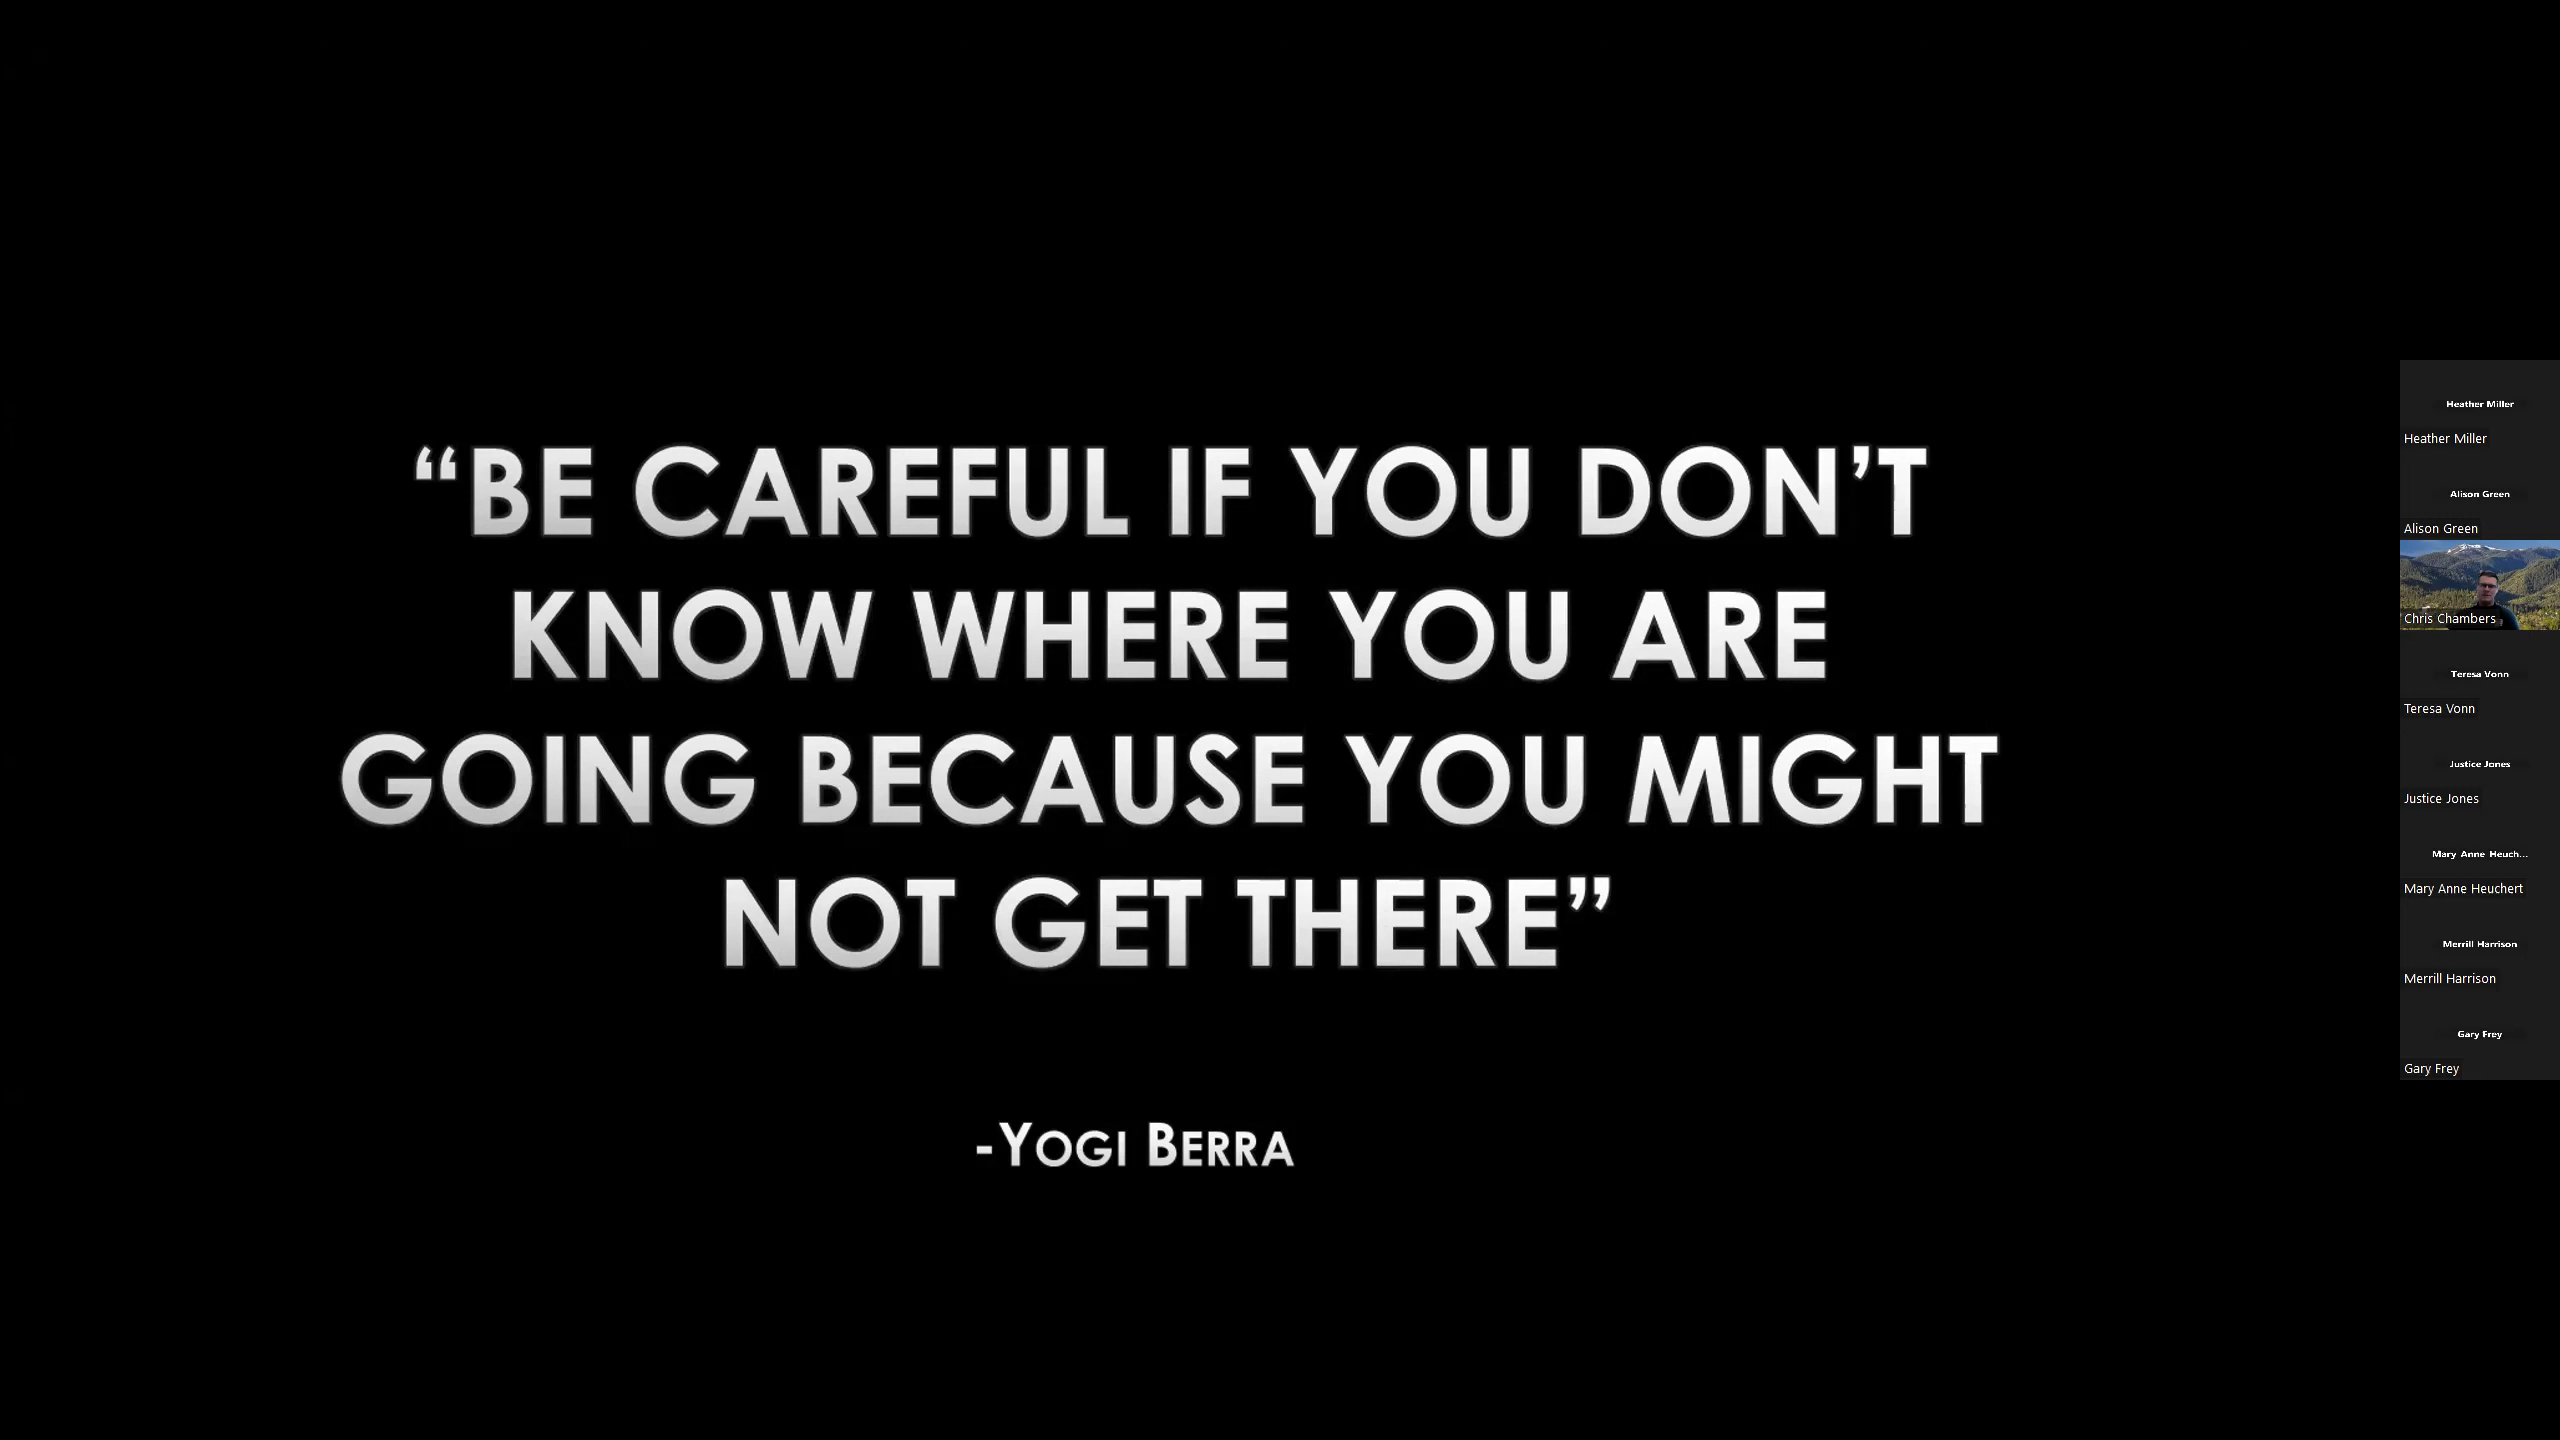 “BE CAREFUL IF YOU DON’T
KNOW WHERE YOU ARE
GOING BECAUSE YOU MIGHT
NOT GET THERE”
-YOGI BERRA
Heather Miller
Heather Miller
Alison Green
Alison Green
Chris Chambers
Teresa Vonn
Teresa Vonn
Justice Jones
Justice Jones
Mary Anne Heuch...
Mary Anne Heuchert
Merrill Harrison
Merrill Harrison
Gary Frey
Gary Frey